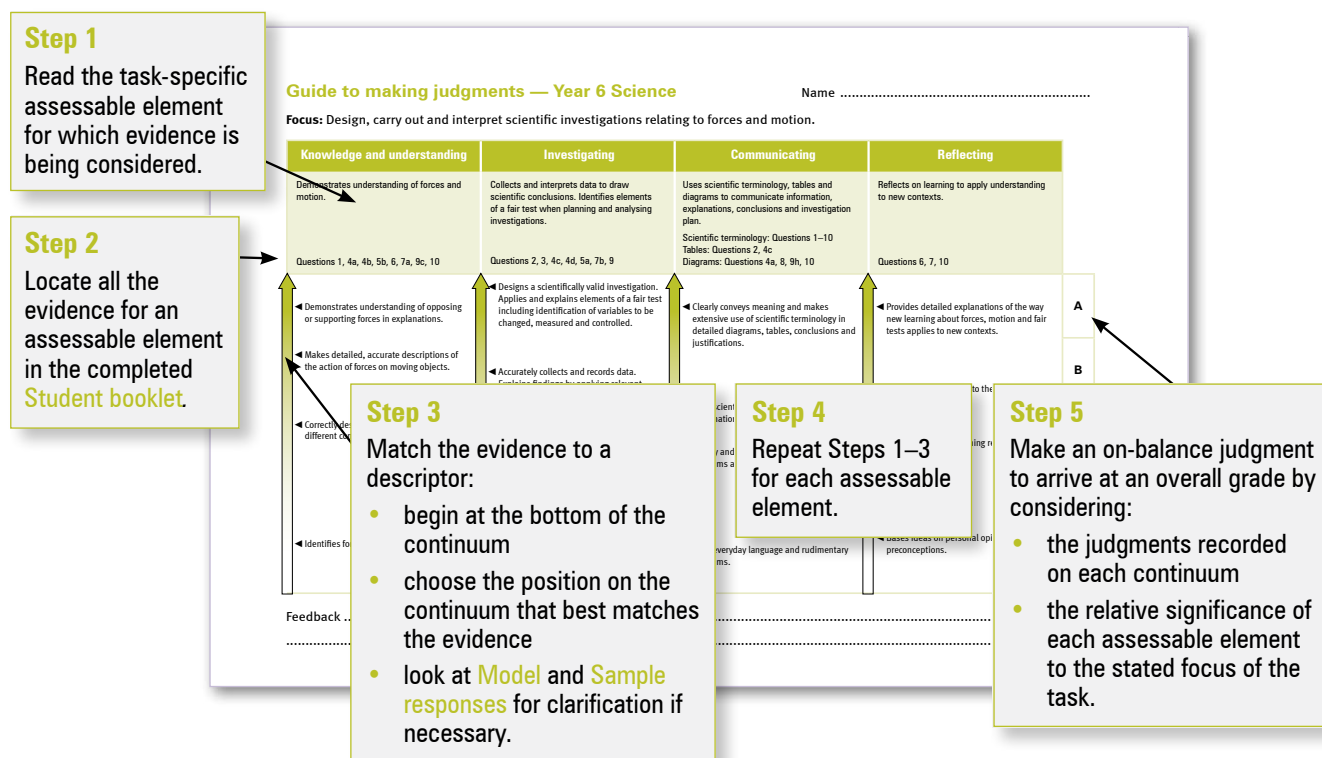 Step 1
Read the task-specific
assessable element
for which evidence is
being considered.
Step 2
Locate all the
evidence for an
assessable element
in the completed
Student booklet.
Guide to making judgments — Year 6 Science
Name ................................................................
Focus: Design, carry out and interpret scientific investigations relating to forces and motion.
Knowledge and understanding
Demonstrates understanding of forces and
motion.
Questions 1, 4a, 4b, 5b, 6, 7a, 9c, 10
Demonstrates understanding of opposing
or supporting forces in explanations.
Makes detailed, accurate descriptions of
the action of forces on moving objects.
Correctly
different
Identifies
Investigating
Collects and interprets data to draw
scientific conclusions. Identifies elements
of a fair test when planning and analysing
investigations.
Questions 2, 3, 4c, 4d, 5a, 7b, 9
Designs a scientifically valid investigation.
Applies and explains elements of a fair test
including identification of variables to be
changed, measured and controlled.
Accurately collects and records data.
Communicating
Uses scientific terminology, tables and
diagrams to communicate information,
explanations, conclusions and investigation
plan.
Scientific terminology: Questions 1–10
Tables: Questions 2, 4c
Diagrams: Questions 4a, 8, 9h, 10
Clearly conveys meaning and makes
extensive use of scientific terminology in
detailed diagrams, tables, conclusions and
justifications.
everyday language and rudimentary
Reflecting
Reflects on learning to apply understanding
to new contexts.
Questions 6, 7, 10
Provides detailed explanations of the way
new learning about forces, motion and fair
tests applies to new contexts.
to the
Bases ideas on personal
preconceptions.
A
B
Feedback
Step 3
Match the evidence to a
descriptor:
• begin at the bottom of the
continuum
• choose the position on the
continuum that best matches
the evidence
• look at Model and Sample
responses for clarification if
necessary.
Step 4
Repeat Steps 1–3
for each assessable
element.
Step 5
Make an on-balance judgment
to arrive at an overall grade by
considering:
• the judgments recorded
on each continuum
• the relative significance of
each assessable element
to the stated focus of the
task.